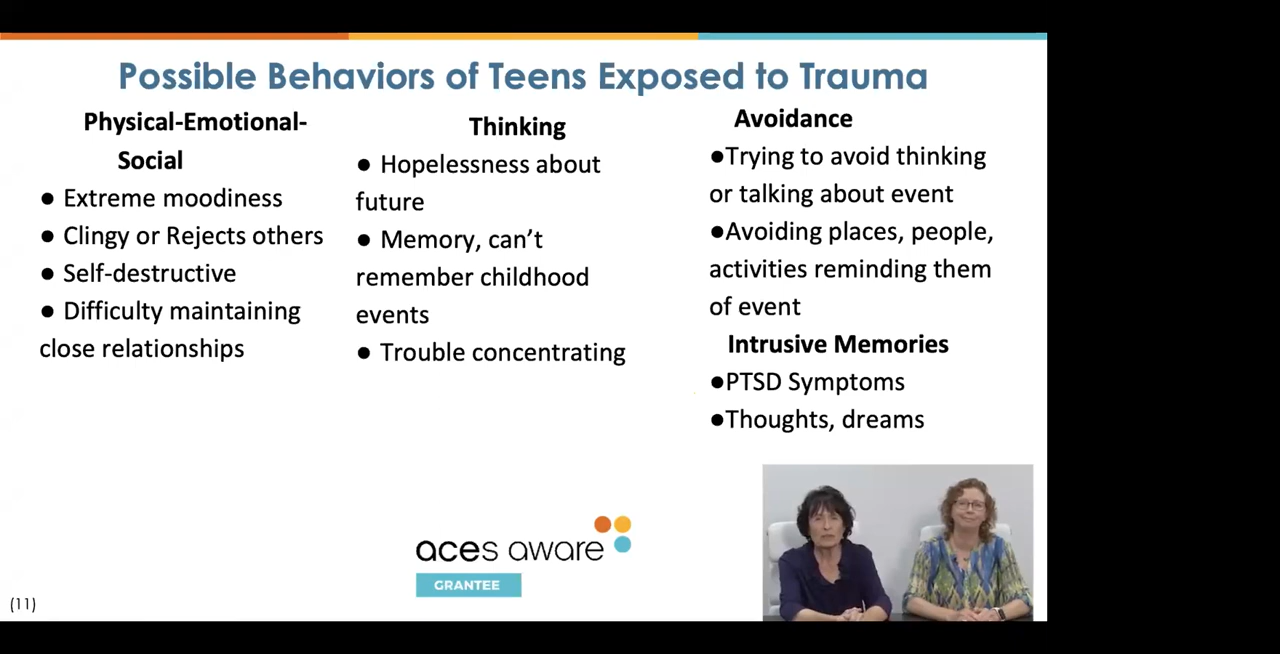 Possible Behaviors of Teens Exposed to Trauma
Physical-Emotional-
Social
● Extreme moodiness
● Clingy or Rejects others
● Self-destructive
● Difficulty maintaining
close relationships
Thinking
● Hopelessness about
future
● Memory, can’t
remember childhood
events
● Trouble concentrating
Avoidance
●Trying to avoid thinking
or talking about event
●Avoiding places, people,
activities reminding them
of event
Intrusive Memories
●PTSD Symptoms
●Thoughts, dreams
aces aware
GRANTEE
(11)